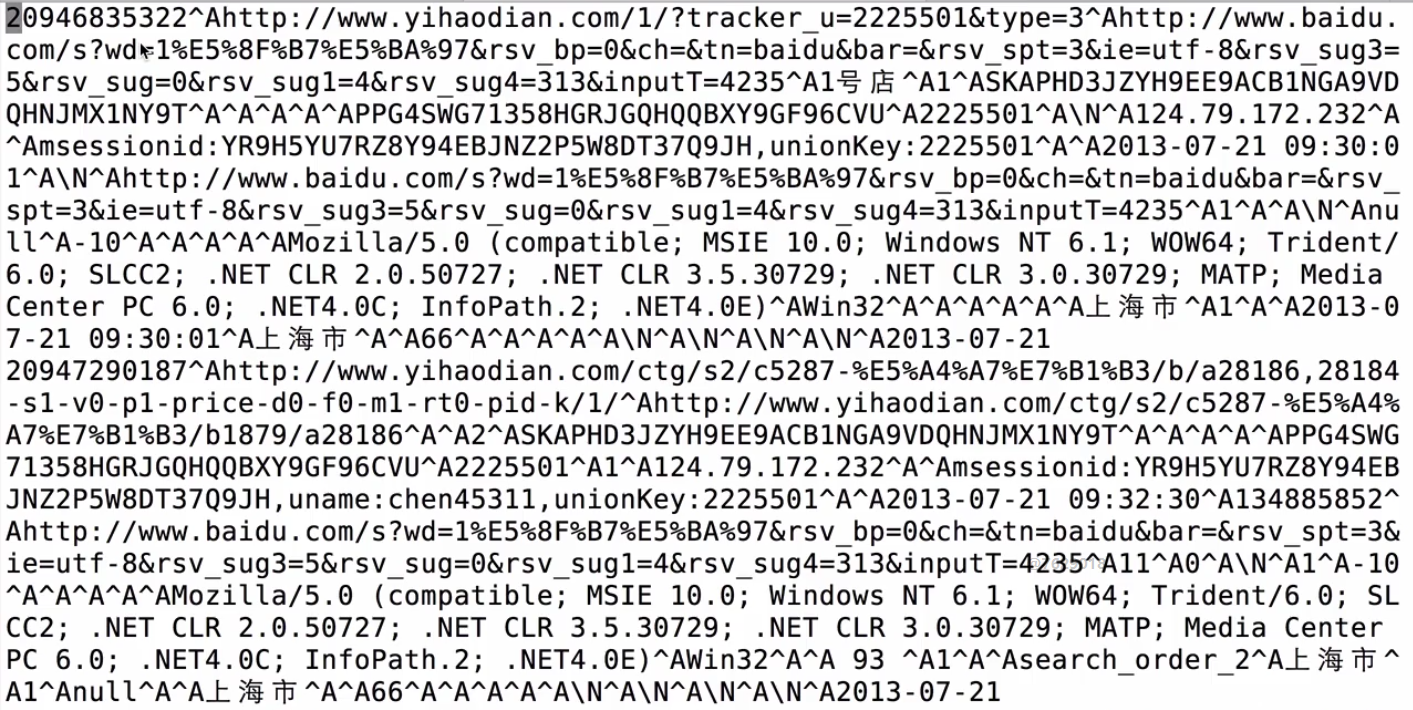 20946835322^Ahttp://www.yihaodian.com/1/?tracker_u=2225501&type=3^Ahttp://www.baidu.
com/s?wd=1%E5%8F%B7%E5%BA%97&rsv_bp=0&ch=&tn=baidu&bar=&rsv_spt=3&ie=utf-8&rsv_sug3=
5&rsv_sug=0&rsv_sug1=4&rsv_sug4=313&inputT=4235^A1号店^A1^ASKAPHD3JZYH9EE9ACB1NGA9VD
QHNJMX1NY9T^A^A^A^A^APPG4SWG71358HGRJGQHQQBXY9GF96CVU^A2225501^A\N^A124.79.172.232^A
^Amsessionid:YR9H5YU7RZ8Y94EBJNZ2P5W8DT37Q9JH,unionKey:2225501^A^A2013-07-21 09:30:0
1^A\N^Ahttp://www.baidu.com/s?wd=1%E5%8F%B7%E5%BA%97&rsv_bp=0&ch=&tn=baidu&bar=&rsv_
spt=3&ie=utf-8&rsv_sug3=5&rsv_sug=0&rsv_sug1=4&rsv_sug4=313&inputT=4235^A1^A^A\N^Anu
ll^A-10^A^A^A^A^AMozilla/5.0 (compatible; MSIE 10.0; Windows NT 6.1; WOW64; Trident/
6.0; SLCC2; .NET CLR 2.0.50727; .NET CLR 3.5.30729; .NET CLR 3.0.30729; MATP; Media
Center PC 6.0; .NET4.0C; InfoPath.2; .NET4.0E)^AWin32^A^A^A^A^A^A上海市^A1^A^A2013-0
7-21 09:30:01^A上海市^A^A66^A^A^A^A^A\N^A\N^A\N^A\N^A2013-07-21
20947290187^Ahttp://www.yihaodian.com/ctg/s2/c5287-%E5%A4%A7%E7%B1%B3/b/a28186,28184
-s1-v0-p1-price-d0-f0-m1-rt0-pid-k/1/^Ahttp://www.yihaodian.com/ctg/s2/c5287-%E5%A4%
A7%E7%B1%B3/b1879/a28186^A^A2^ASKAPHD3JZYH9EE9ACB1NGA9VDQHNJMX1NY9T^A^A^A^A^APPG4SWG
71358HGRJGQHQQBXY9GF96CVU^A2225501^A1^A124.79.172.232^A^Amsessionid:YR9H5YU7RZ8Y94EB
JNZ2P5W8DT37Q9JH,uname:chen45311,unionKey:2225501^A^A2013-07-21 09:32:30^A134885852^
Ahttp://www.baidu.com/s?wd=1%E5%8F%B7%E5%BA%97&rsv_bp=0&ch=&tn=baidu&bar=&rsv_spt=3&
ie=utf-8&rsv_sug3=5&rsv_sug=0&rsv_sug1=4&rsv_sug4=313&inputT=4235^A11^A0^A\N^A1^A-10
^A^A^A^A^AMozilla/5.0 (compatible; MSIE 10.0; Windows NT 6.1; WOW64; Trident/6.0; SL
CC2; .NET CLR 2.0.50727; .NET CLR 3.5.30729; .NET CLR 3.0.30729; MATP; Media Center
PC 6.0; .NET4.0C; InfoPath.2; .NET4.0E)^AWin32^A^A 93 ^A1^A^Asearch_order_2^A上海市^
A1^Anull^A^A上海市^A^A66^A^A^A^A^A\N^A\N^A\N^A\N^A2013-07-21